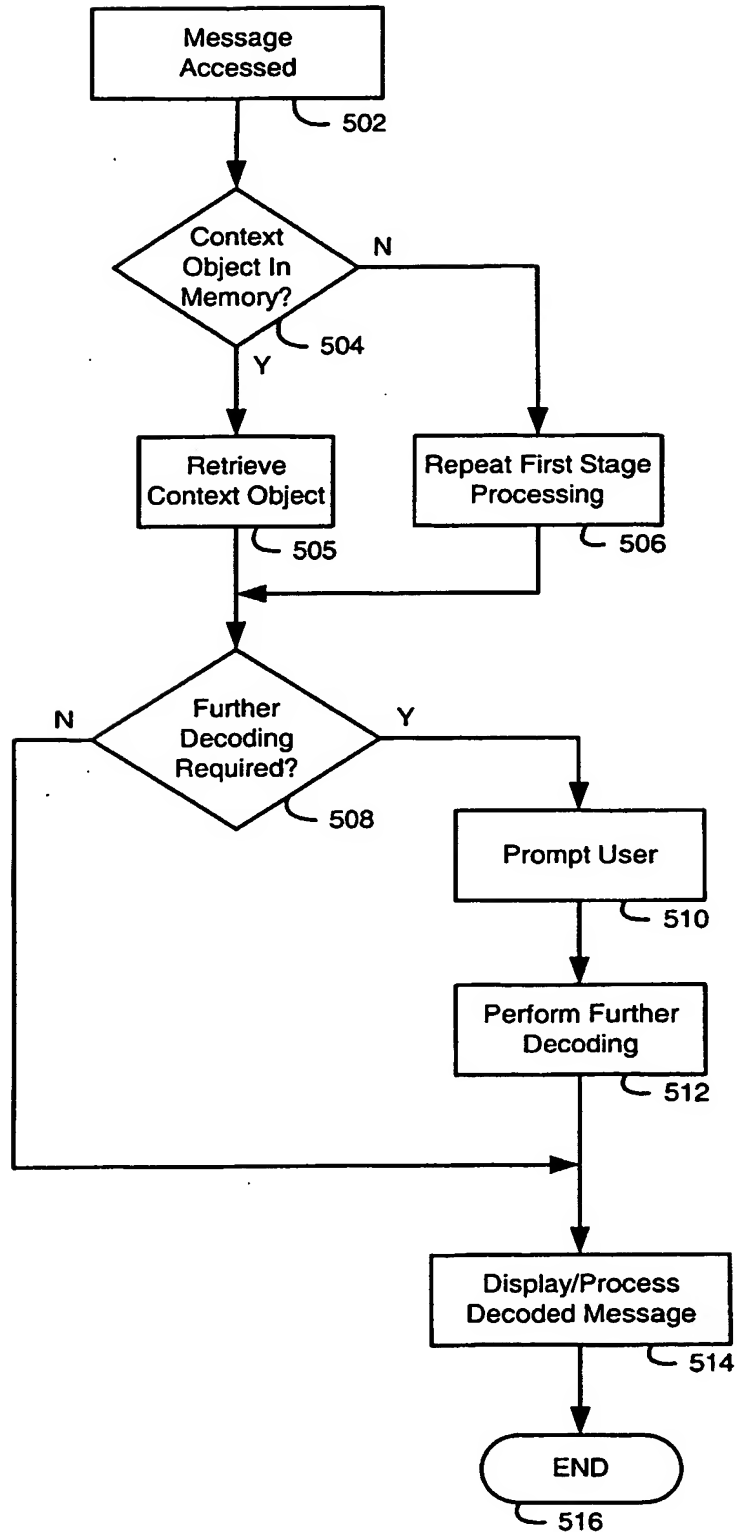 Message
Accessed
502
Context
Object In
Memory?
N
504
Y
Retrieve
Context Object
505
Repeat First Stage
Processing
506
N
Further
Decoding
Required?
Y
508
Prompt User
510
Perform Further
Decoding
512
Display/Process
Decoded Message
514
END
516